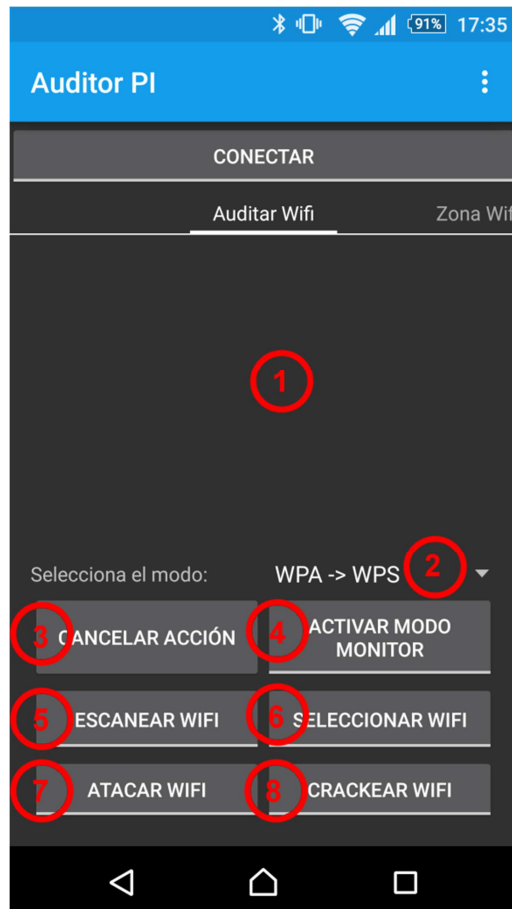 91% 17:35
Auditor PI
CONECTAR
Auditar Wifi Zona Wif
1
Selecciona el modo: WPA -> WPS 2
3 CANCELAR ACCIÓN
4 ACTIVAR MODO
MONITOR
5 ESCANEAR WIFI
6 SELECCIONAR WIFI
7 ATACAR WIFI
8 CRACKEAR WIFI